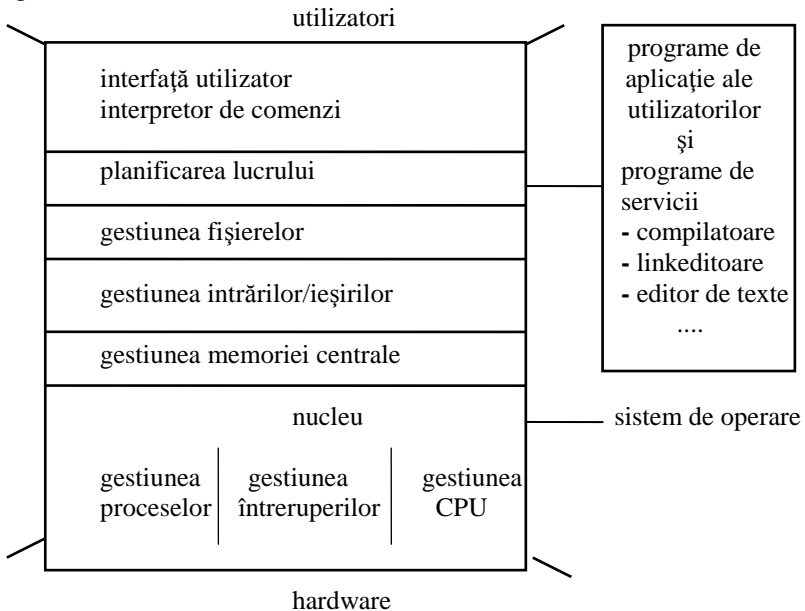 utilizatori
interfaţă utilizator
interpretor de comenzi
planificarea lucrului
gestiunea fişierelor
gestiunea intrărilor/ieşirilor
gestiunea memoriei centrale
nucleu
gestiunea
proceselor
gestiunea
întreruperilor
gestiunea
CPU
hardware
programe de
aplicaţie ale
utilizatorilor
şi
programe de
servicii
- compilatoare
- linkeditoare
- editor de texte
....
sistem de operare